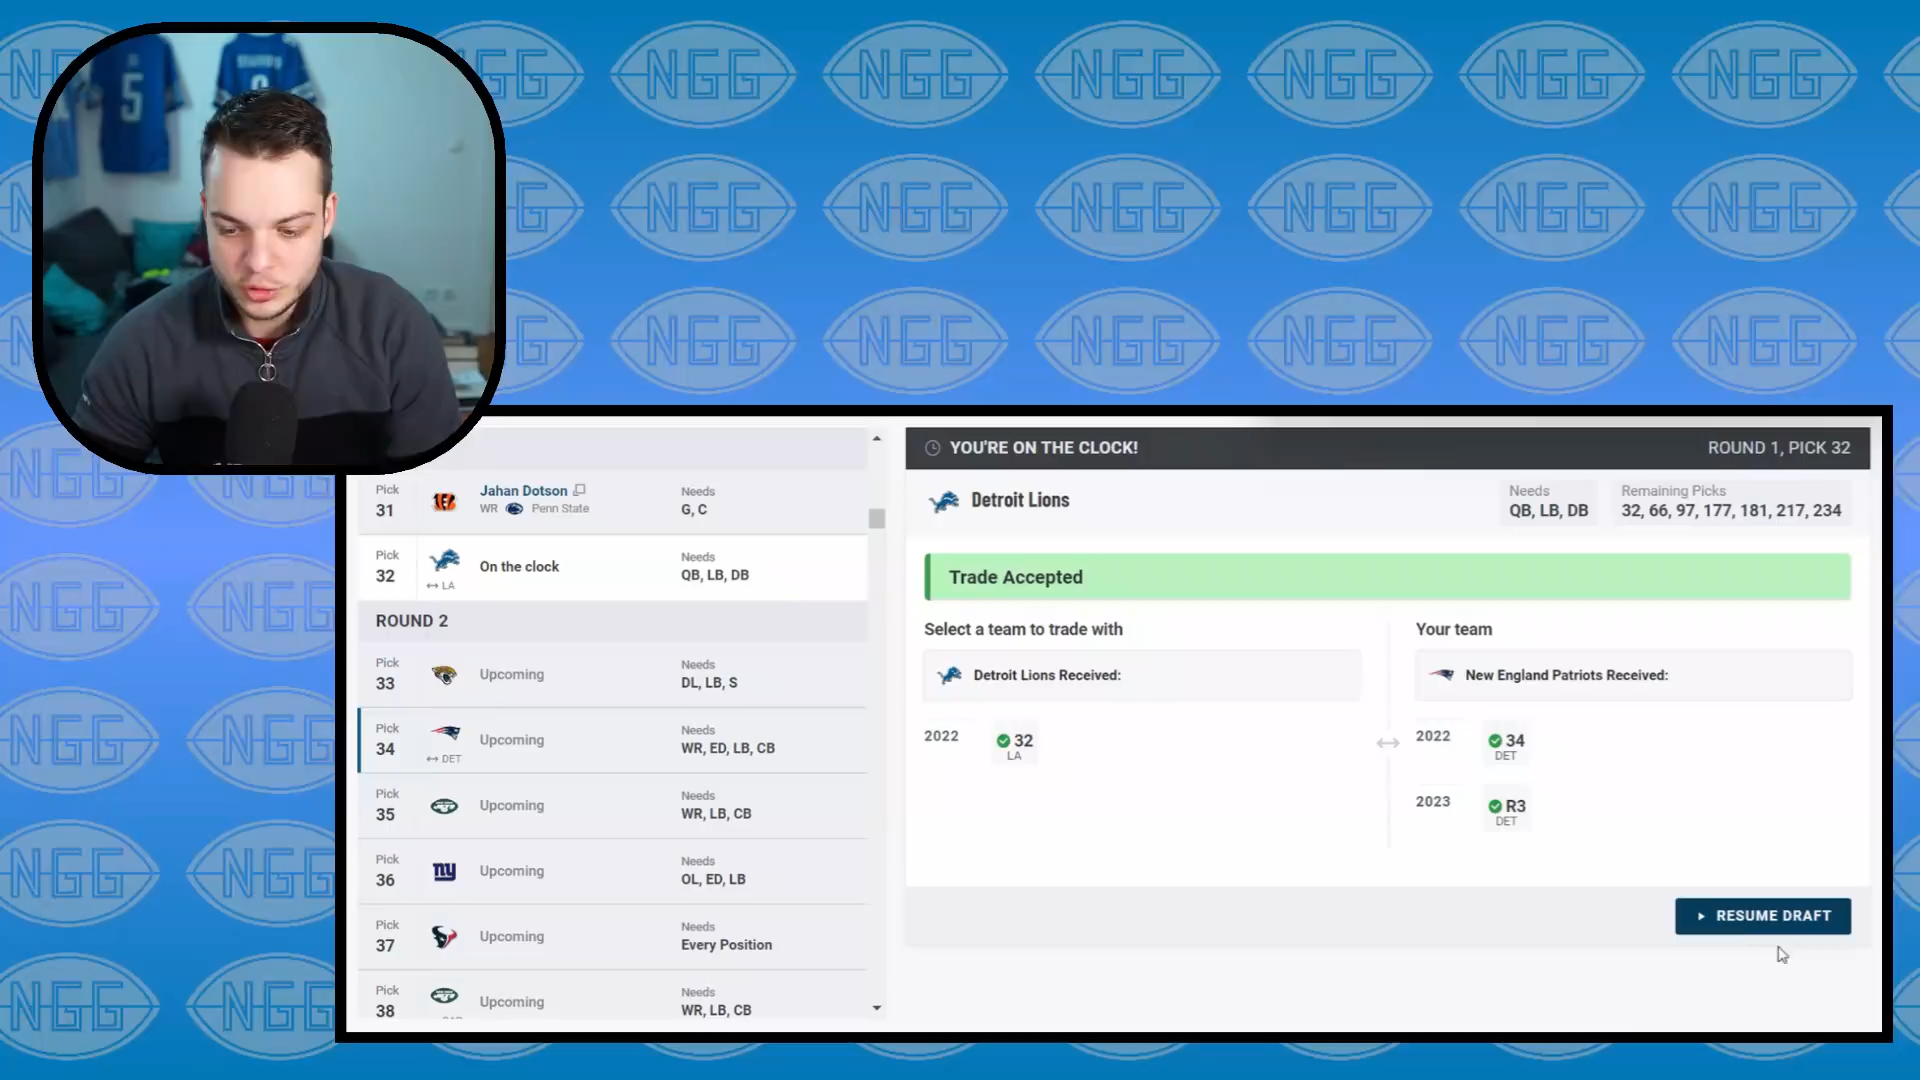 5
NGG
Pick
31
Jahan Dotson
WR Penn State
Needs
G, C
Pick
32
↔ LA
On the clock
Needs
QB, LB, DB
ROUND 2
Pick
33
Upcoming
Needs
DL, LB, S
Pick
34
↔ DET
Upcoming
Needs
WR, ED, LB, CB
Pick
35
Upcoming
Needs
WR, LB, CB
Pick
36
ny
Upcoming
Needs
OL, ED, LB
Pick
37
Upcoming
Needs
Every Position
Pick
38
Upcoming
Needs
WR, LB, CB
YOU'RE ON THE CLOCK!
ROUND 1, PICK 32
Detroit Lions
Needs
QB, LB, DB
Remaining Picks
32, 66, 97, 177, 181, 217, 234
Trade Accepted
Select a team to trade with
Detroit Lions Received:
2022
32
LA
Your team
New England Patriots Received:
2022
34
DET
2023
R3
DET
RESUME DRAFT